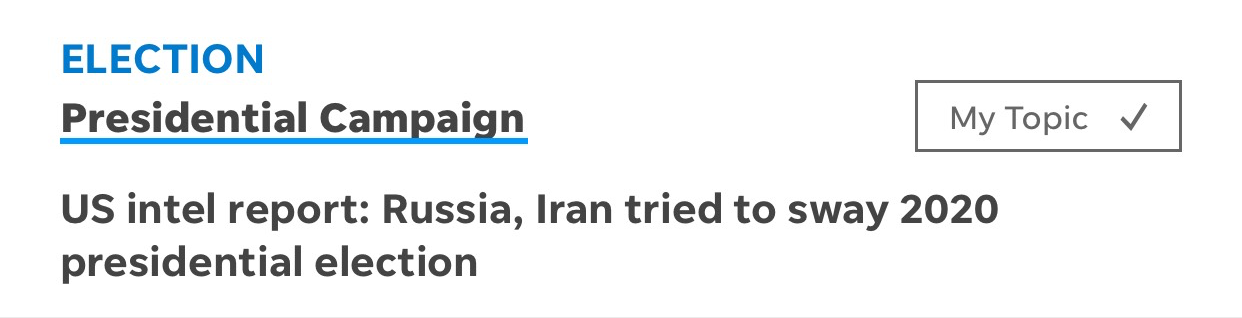 ELECTION
Presidential Campaign
My Topic ✓
US intel report: Russia, Iran tried to sway 2020
presidential election